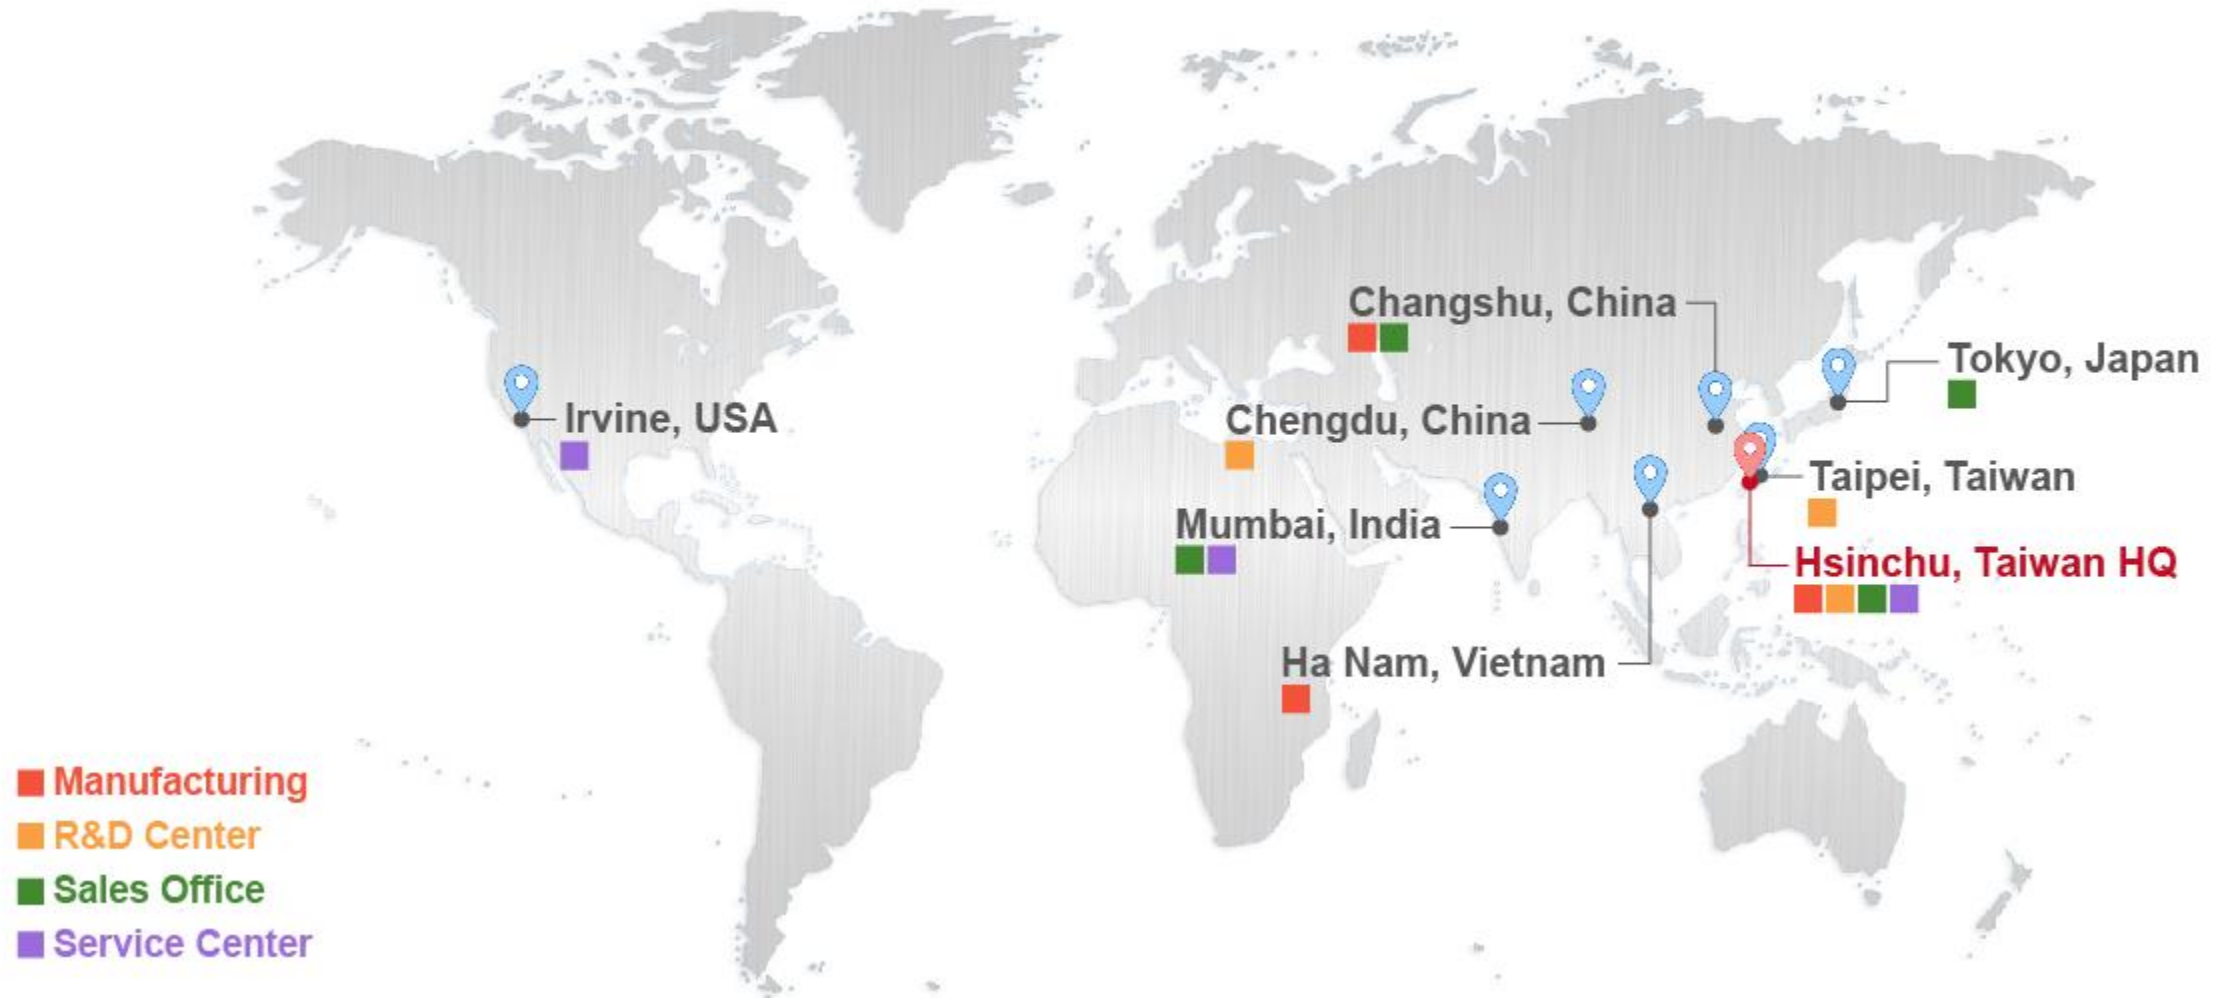 Changshu, China
Tokyo, Japan
Irvine, USA
Chengdu, China
Taipei, Taiwan
Mumbai, India
Hsinchu, Taiwan HQ
Ha Nam, Vietnam
Manufacturing
R&D Center
Sales Office
Service Center